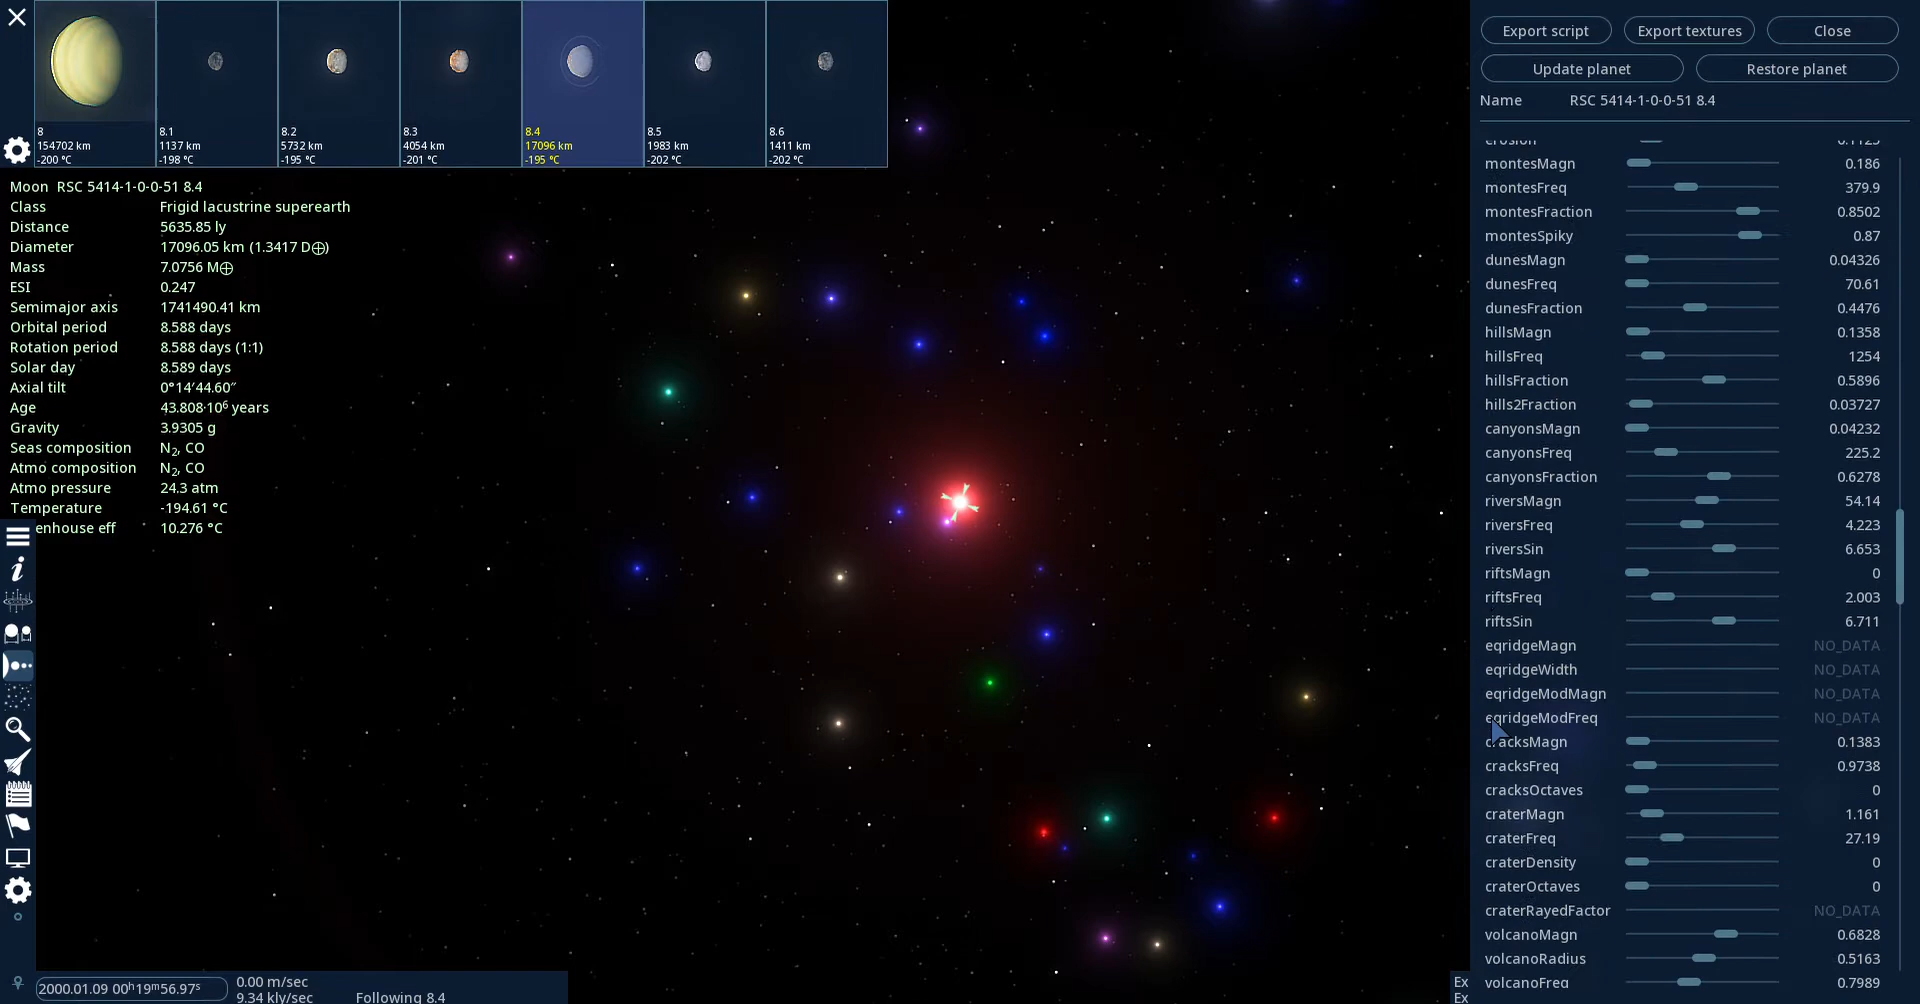 8
154702 km
-200 °C
8.1
1137 km
-198 °C
8.2
5732 km
-195 °C
8.3
4054 km
-201 °C
8.4
17096 km
-195 °C
8.5
1983 km
-202 °C
8.6
1411 km
-202 °C
Moon RSC 5414-1-0-0-51 8.4
Class Frigid lacustrine superearth
Distance 5635.85 ly
Diameter 17096.05 km (1.3417 D⊕)
Mass 7.0756 M⊕
ESI 0.247
Semimajor axis 1741490.41 km
Orbital period 8.588 days
Rotation period 8.588 days (1:1)
Solar day 8.589 days
Axial tilt 0°14′44.60″
Age 43.808·10⁶ years
Gravity 3.9305 g
Seas composition N₂, CO
Atmo composition N₂, CO
Atmo pressure 24.3 atm
Temperature -194.61 °C
enhouse eff 10.276 °C
2000.01.09 00ʰ19ᵐ56.97ˢ
0.00 m/sec
9.34 kly/sec Following 8.4
Export script Export textures Close
Update planet Restore planet
Name RSC 5414-1-0-0-51 8.4
erosion 0.1125
montesMagn 0.186
montesFreq 379.9
montesFraction 0.8502
montesSpiky 0.87
dunesMagn 0.04326
dunesFreq 70.61
dunesFraction 0.4476
hillsMagn 0.1358
hillsFreq 1254
hillsFraction 0.5896
hills2Fraction 0.03727
canyonsMagn 0.04232
canyonsFreq 225.2
canyonsFraction 0.6278
riversMagn 54.14
riversFreq 4.223
riversSin 6.653
riftsMagn 0
riftsFreq 2.003
riftsSin 6.711
eqridgeMagn NO_DATA
eqridgeWidth NO_DATA
eqridgeModMagn NO_DATA
eqridgeModFreq NO_DATA
cracksMagn 0.1383
cracksFreq 0.9738
cracksOctaves 0
craterMagn 1.161
craterFreq 27.19
craterDensity 0
craterOctaves 0
craterRayedFactor NO_DATA
volcanoMagn 0.6828
volcanoRadius 0.5163
volcanoFreq 0.7989
Ex
Ex